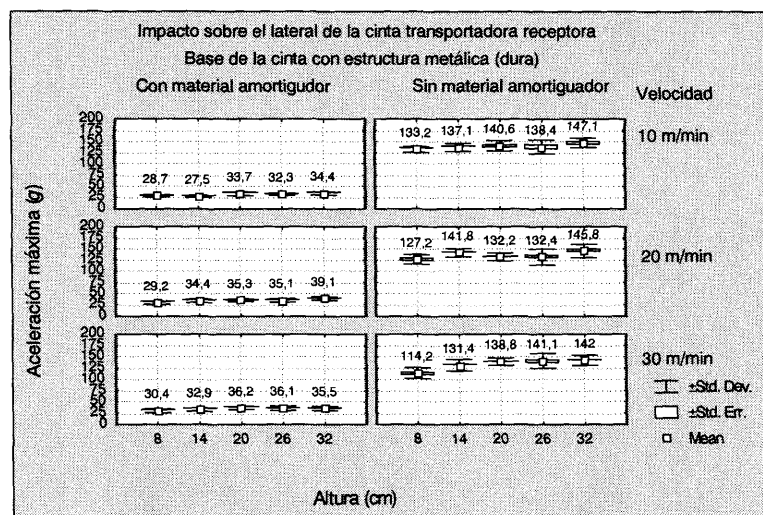 Impacto sobre el lateral de la cinta transportadora receptora
Base de la cinta con estructura metálica (dura)
Con material amortigudor Sin material amortiguador Velocidad
Aceleración máxima (g)
200
175
150
125
100
75
50
25
0
28,7 27,5 33,7 32,3 34,4
133,2 137,1 140,6 138,4 147,1
10 m/min
200
175
150
125
100
75
50
25
0
29,2 34,4 35,3 35,1 39,1
127,2 141,8 132,2 132,4 145,8
20 m/min
200
175
150
125
100
75
50
25
0
30,4 32,9 36,2 36,1 35,5
114,2 131,4 138,8 141,1 142
30 m/min
±Std. Dev.
±Std. Err.
Mean
8 14 20 26 32
8 14 20 26 32
Altura (cm)